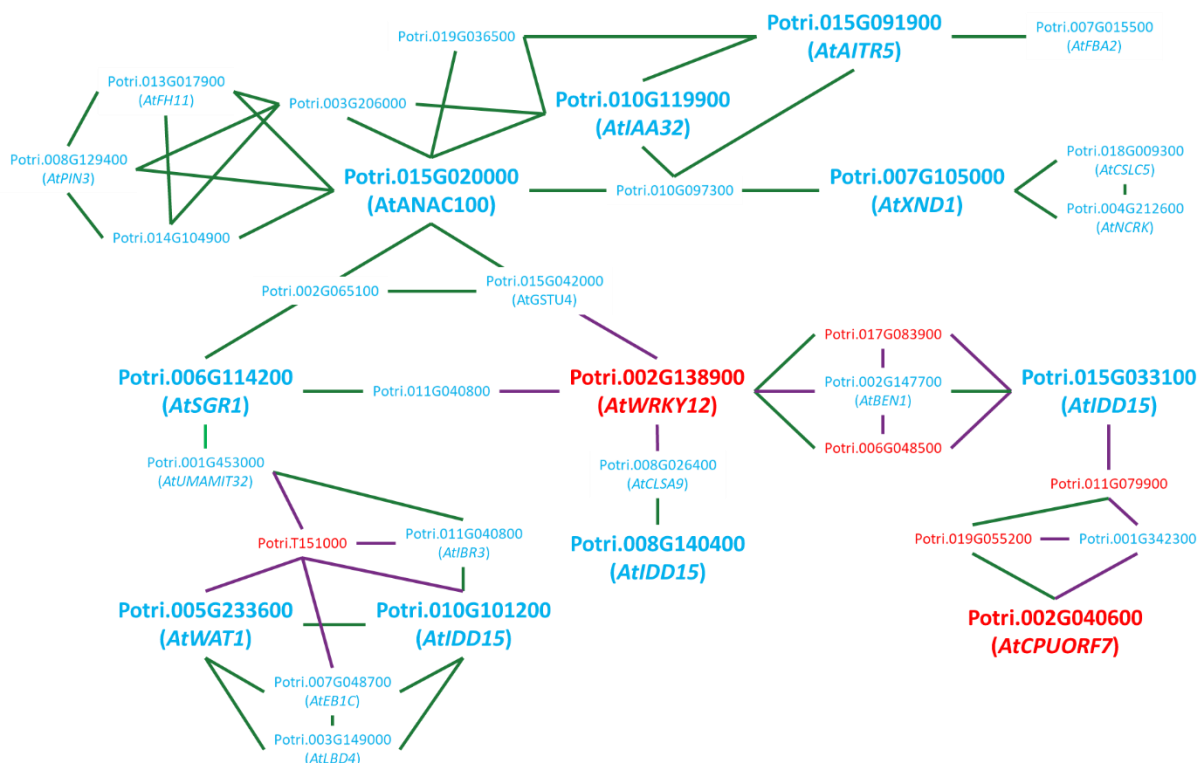 Potri.019G036500
Potri.015G091900
(AtAITR5)
Potri.007G015500
(AtFBA2)
Potri.013G017900
(AtFH11)
Potri.003G206000
Potri.010G119900
(AtIAA32)
Potri.008G129400
(AtPIN3)
Potri.015G020000
(AtANAC100)
Potri.010G097300
Potri.007G105000
(AtXND1)
Potri.018G009300
(AtCSLC5)
Potri.004G212600
(AtNCRK)
Potri.014G104900
Potri.002G065100
Potri.015G042000
(AtGSTU4)
Potri.006G114200
(AtSGR1)
Potri.011G040800
Potri.002G138900
(AtWRKY12)
Potri.017G083900
Potri.002G147700
(AtBEN1)
Potri.006G048500
Potri.015G033100
(AtIDD15)
Potri.001G453000
(AtUMAMIT32)
Potri.008G026400
(AtCLSA9)
Potri.011G079900
Potri.T151000
Potri.011G040800
(AtIBR3)
Potri.008G140400
(AtIDD15)
Potri.019G055200
Potri.001G342300
Potri.005G233600
(AtWAT1)
Potri.010G101200
(AtIDD15)
Potri.002G040600
(AtCPUORF7)
Potri.007G048700
(AtEB1C)
Potri.003G149000
(AtLBD4)